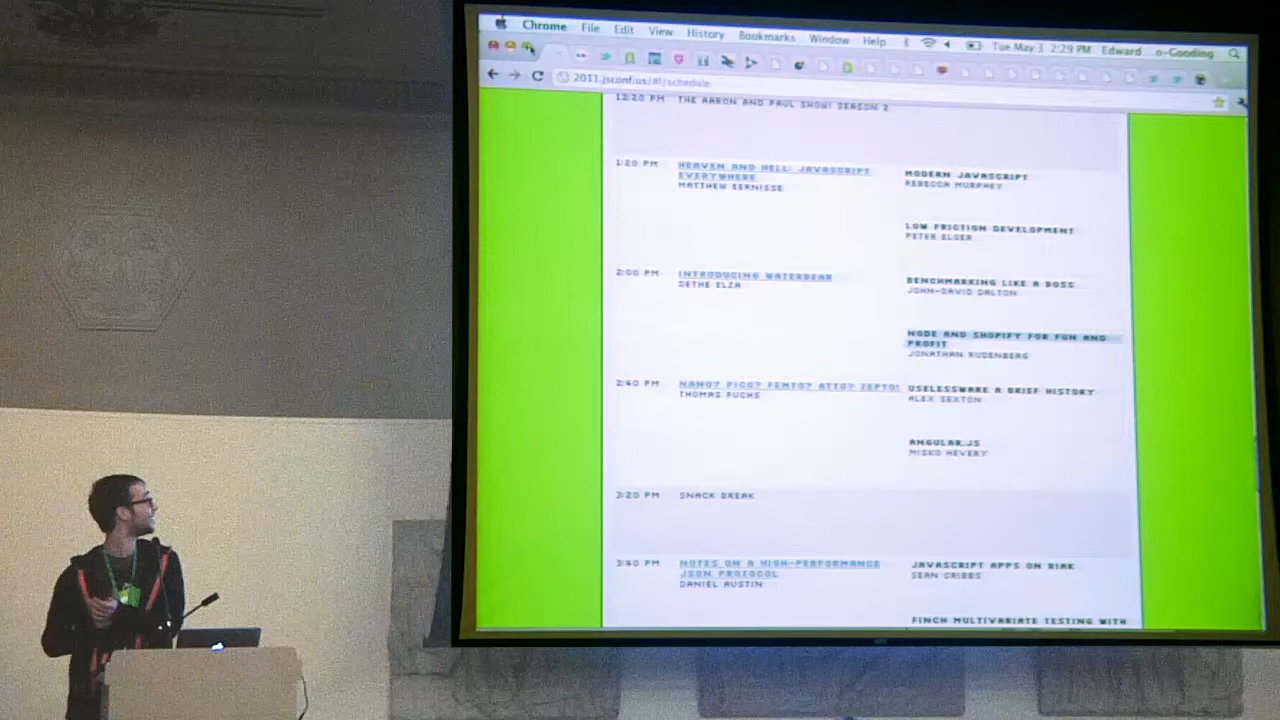 Chrome File Edit View History Bookmarks Window Help Tue May 3 2:29 PM Edward o-Gooding
2011.jsconf.us/#!/schedule
12:20 PM THE AARON AND PAUL SHOW: SEASON 2
1:20 PM HEAVEN AND HELL: JAVASCRIPT
EVERYWHERE
MATTHEW EERNISSE
MODERN JAVASCRIPT
REBECCA MURPHEY
LOW FRICTION DEVELOPMENT
PETER ELGER
2:00 PM INTRODUCING WATERBEAR
DETHE ELZA
BENCHMARKING LIKE A BOSS
JOHN-DAVID DALTON
NODE AND SHOPIFY FOR FUN AND
PROFIT
JONATHAN RUDENBERG
2:40 PM NANO? PICO? FEMTO? ATTO? ZEPTO!
THOMAS FUCHS
USELESSWARE A BRIEF HISTORY
ALEX SEXTON
ANGULAR.JS
MISKO HEVERY
3:20 PM SNACK BREAK
3:40 PM NOTES ON A HIGH-PERFORMANCE
JSON PROTOCOL
DANIEL AUSTIN
JAVASCRIPT APPS ON RIAK
SEAN CRIBBS
FINCH MULTIVARIATE TESTING WITH